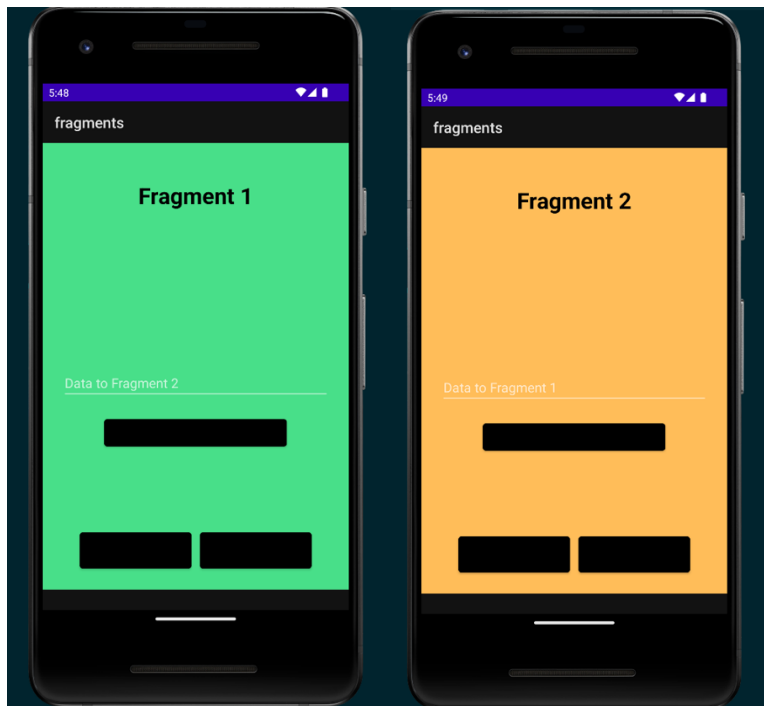 5:48
fragments
Fragment 1
Data to Fragment 2
5:49
fragments
Fragment 2
Data to Fragment 1